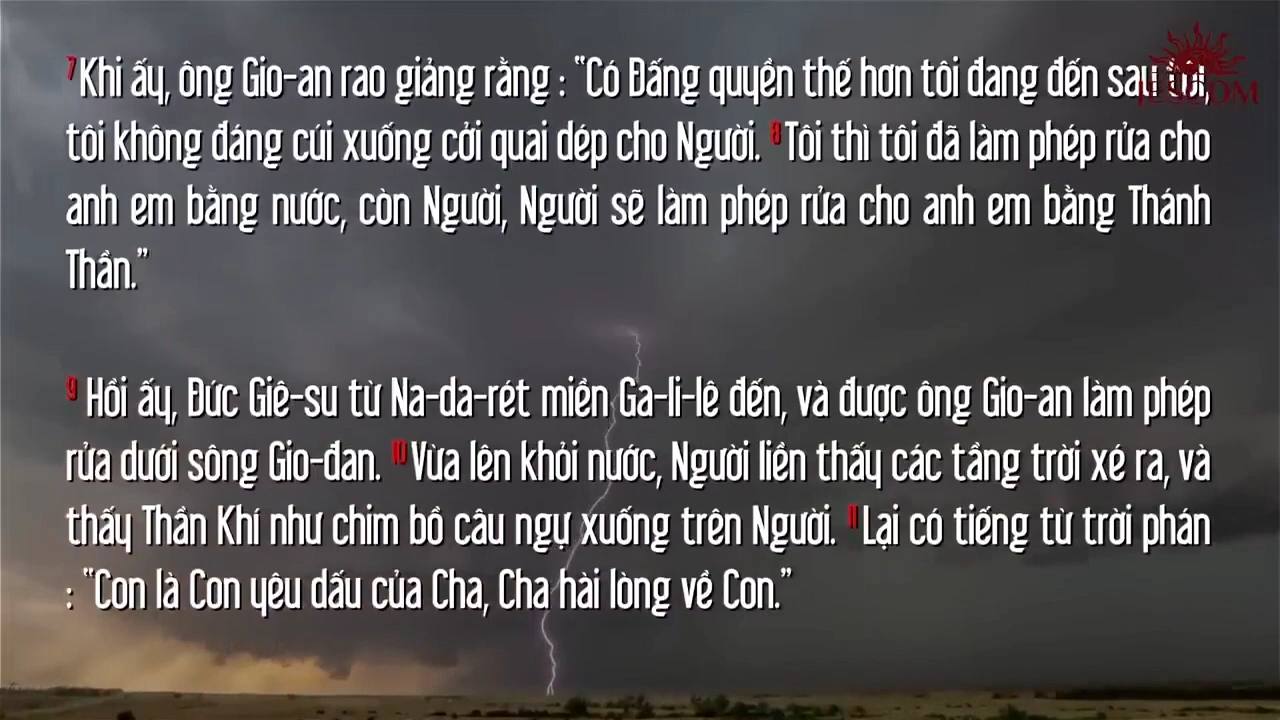 7 Khi ấy, ông Gio-an rao giảng rằng : “Có Đấng quyền thế hơn tôi đang đến sau tôi,
tôi không đáng cúi xuống cởi quai dép cho Người. 8 Tôi thì tôi đã làm phép rửa cho
anh em bằng nước, còn Người, Người sẽ làm phép rửa cho anh em bằng Thánh
Thần.”
9 Hồi ấy, Đức Giê-su từ Na-da-rét miền Ga-li-lê đến, và được ông Gio-an làm phép
rửa dưới sông Gio-đan. 10 Vừa lên khỏi nước, Người liền thấy các tầng trời xé ra, và
thấy Thần Khí như chim bồ câu ngự xuống trên Người. 11 Lại có tiếng từ trời phán
: “Con là Con yêu dấu của Cha, Cha hài lòng về Con.”
JESCOM